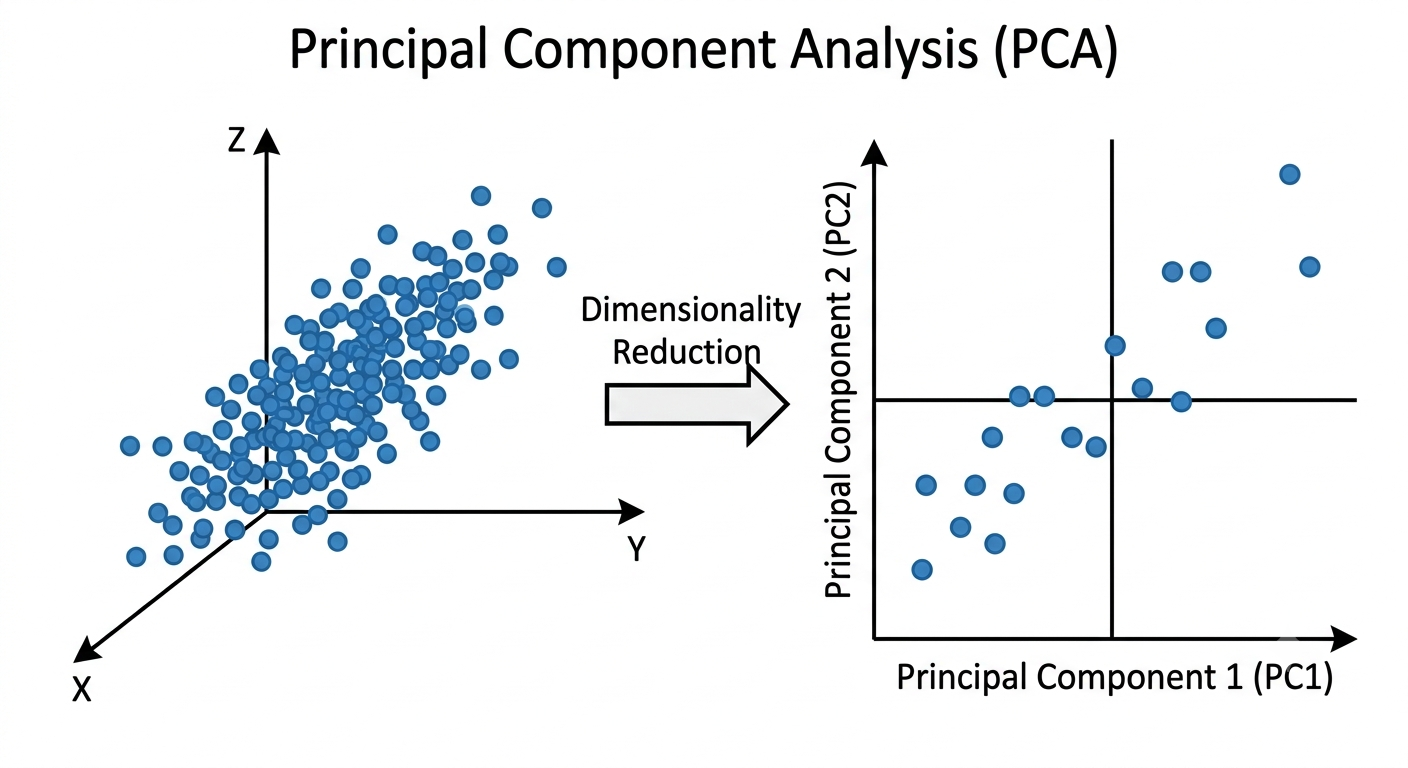 Principal Component Analysis (PCA)
Z
Y
X
Dimensionality
Reduction
Principal Component 2 (PC2)
Principal Component 1 (PC1)